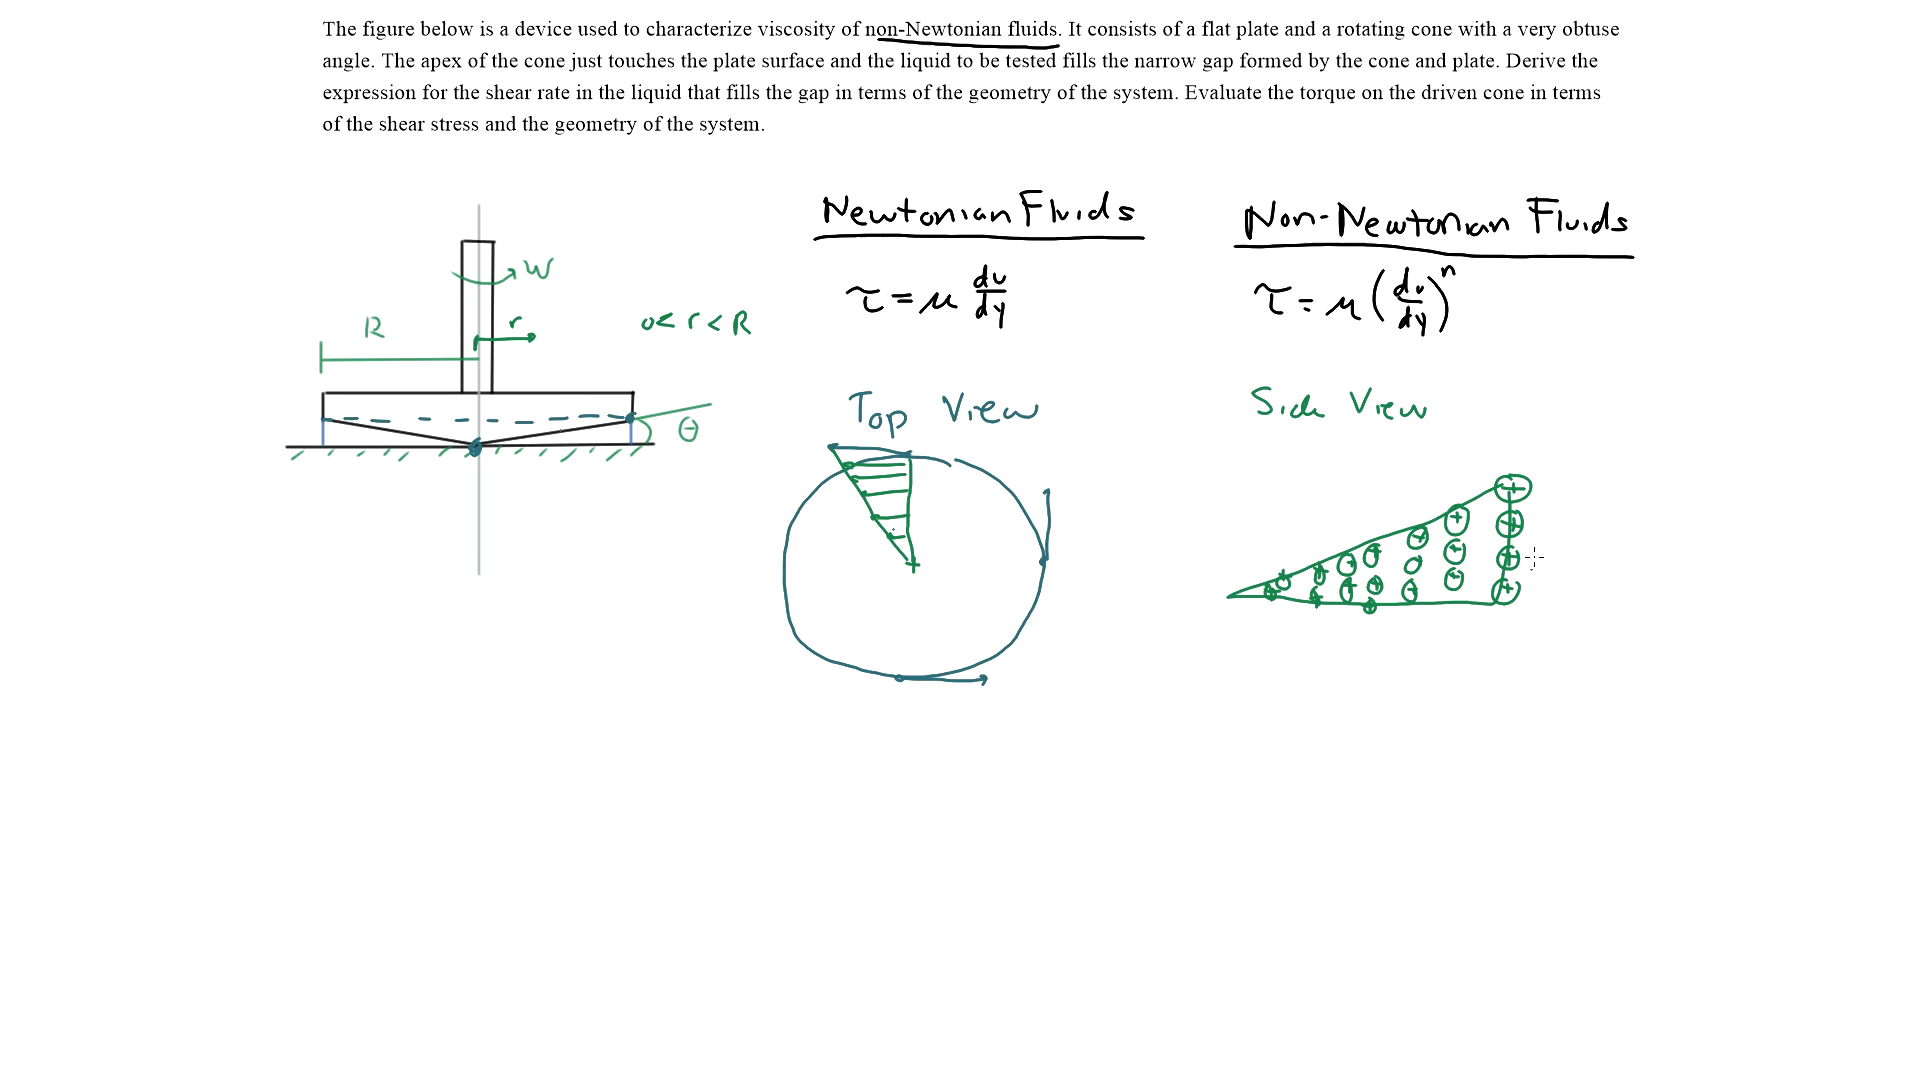 The figure below is a device used to characterize viscosity of non-Newtonian fluids. It consists of a flat plate and a rotating cone with a very obtuse
angle. The apex of the cone just touches the plate surface and the liquid to be tested fills the narrow gap formed by the cone and plate. Derive the
expression for the shear rate in the liquid that fills the gap in terms of the geometry of the system. Evaluate the torque on the driven cone in terms
of the shear stress and the geometry of the system.
Newtonian Fluids
Non-Newtonian Fluids
τ = μ du/dy
τ = μ (du/dy)^n
w
R
r
o< r < R
θ
Top View
Side View